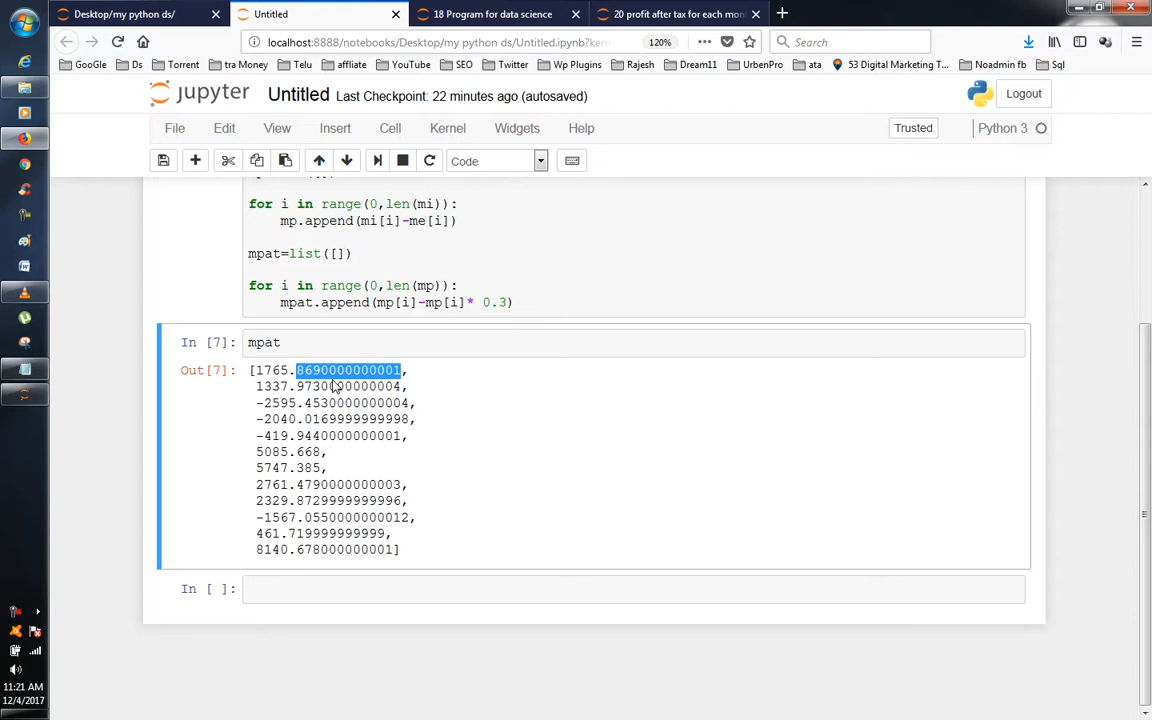 Desktop/my python ds/
Untitled
18 Program for data science
20 profit after tax for each mon
localhost:8888/notebooks/Desktop/my python ds/Untitled.ipynb?ker
120%
Search
GooGle
Ds
Torrent
tra Money
Telu
affliate
YouTube
SEO
Twitter
Wp Plugins
Rajesh
Dream11
UrbenPro
ata
53 Digital Marketing T...
Noadmin fb
Sql
jupyter
Untitled
Last Checkpoint: 22 minutes ago (autosaved)
Logout
File
Edit
View
Insert
Cell
Kernel
Widgets
Help
Trusted
Python 3
Code
for i in range(0,len(mi)):
mp.append(mi[i]-me[i])
mpat=list([])
for i in range(0,len(mp)):
mpat.append(mp[i]-mp[i]* 0.3)
In [7]: mpat
Out[7]: [1765.8690000000001,
1337.9730000000004,
-2595.4530000000004,
-2040.0169999999998,
-419.9440000000001,
5085.668,
5747.385,
2761.4790000000003,
2329.8729999999996,
-1567.0550000000012,
461.719999999999,
8140.678000000001]
In [ ]:
11:21 AM
12/4/2017